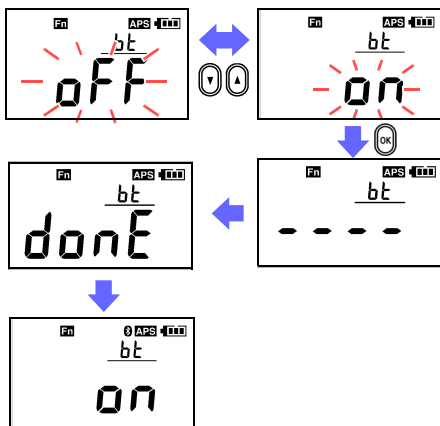 Fn APS
bt
oFF
Fn APS
bt
on
OK
Fn APS
bt
- - - -
Fn APS
bt
donE
Fn APS
bt
on